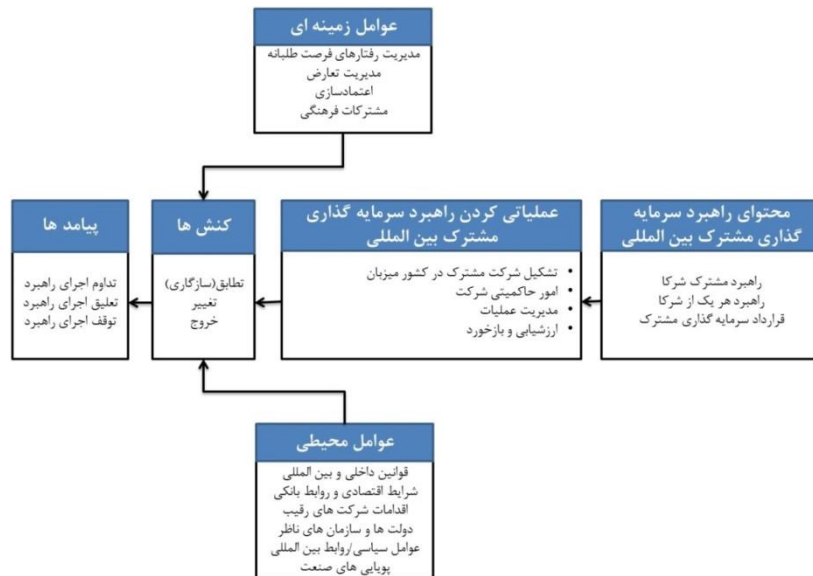 عوامل زمینه ای
مدیریت رفتارهای فرصت طلبانه
مدیریت تعارض
اعتمادسازی
مشترکات فرهنگی
محتوای راهبرد سرمایه
گذاری مشترک بین المللی
راهبرد مشترک شرکا
راهبرد هر یک از شرکا
قرارداد سرمایه گذاری مشترک
عملیاتی کردن راهبرد سرمایه گذاری
مشترک بین المللی
• تشکیل شرکت مشترک در کشور میزبان
• امور حاکمیتی شرکت
• مدیریت عملیات
• ارزشیابی و بازخورد
کنش ها
تطابق(سازگاری)
تغییر
خروج
پیامد ها
تداوم اجرای راهبرد
تعلیق اجرای راهبرد
توقف اجرای راهبرد
عوامل محیطی
قوانین داخلی و بین المللی
شرایط اقتصادی و روابط بانکی
اقدامات شرکت های رقیب
دولت ها و سازمان های ناظر
عوامل سیاسی/روابط بین المللی
پویایی های صنعت